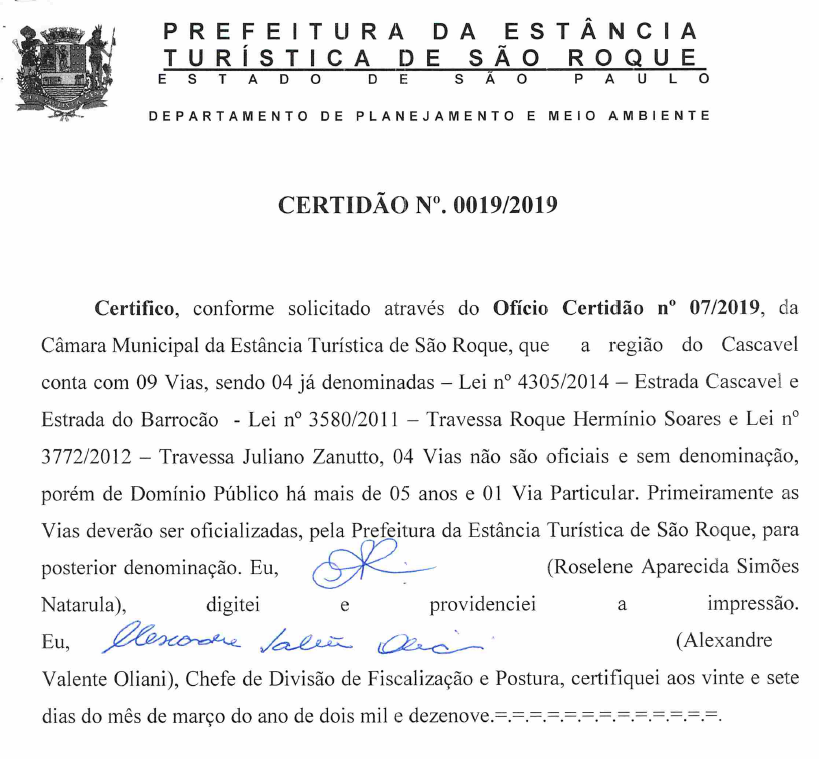 PREFEITURA DA ESTÂNCIA
TURÍSTICA DE SÃO ROQUE
ESTADO DE SÃO PAULO
DEPARTAMENTO DE PLANEJAMENTO E MEIO AMBIENTE
CERTIDÃO Nº. 0019/2019
Certifico, conforme solicitado através do Ofício Certidão nº 07/2019, da
Câmara Municipal da Estância Turística de São Roque, que a região do Cascavel
conta com 09 Vias, sendo 04 já denominadas – Lei nº 4305/2014 – Estrada Cascavel e
Estrada do Barrocão - Lei nº 3580/2011 – Travessa Roque Hermínio Soares e Lei nº
3772/2012 – Travessa Juliano Zanutto, 04 Vias não são oficiais e sem denominação,
porém de Domínio Público há mais de 05 anos e 01 Via Particular. Primeiramente as
Vias deverão ser oficializadas, pela Prefeitura da Estância Turística de São Roque, para
posterior denominação. Eu, (Roselene Aparecida Simões
Natarula), digitei e providenciei a impressão.
Eu, (Alexandre
Valente Oliani), Chefe de Divisão de Fiscalização e Postura, certifiquei aos vinte e sete
dias do mês de março do ano de dois mil e dezenove.=.=.=.=.=.=.=.=.=.=.=.=.=.